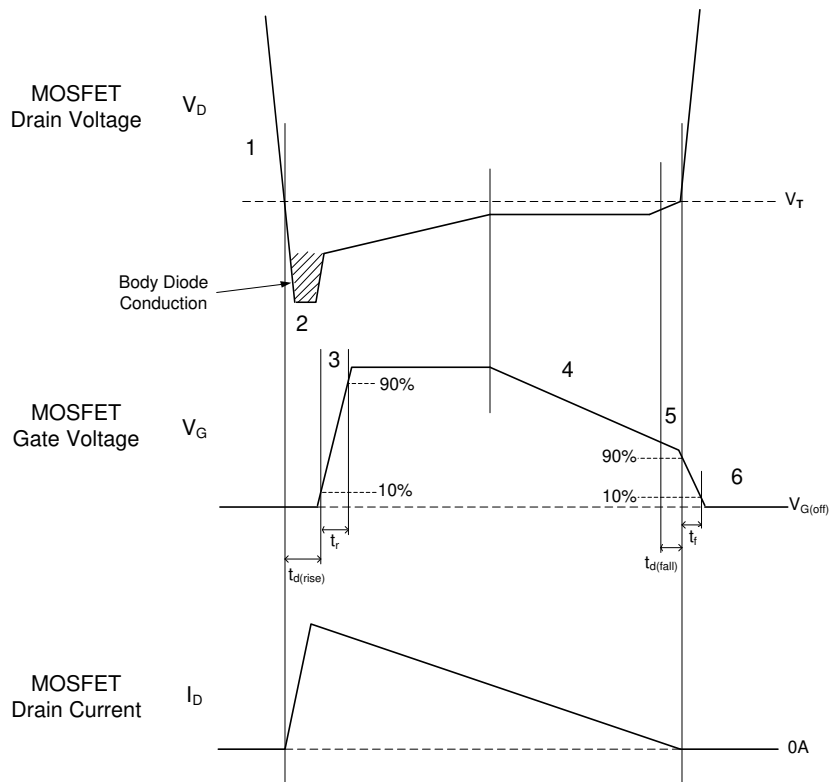 MOSFET
Drain Voltage
V_D
1
V_T
Body Diode
Conduction
2
3
4
90%
MOSFET
Gate Voltage
V_G
5
90%
6
10%
10%
V_G(off)
t_r
t_f
t_d(rise)
t_d(fall)
MOSFET
Drain Current
I_D
0A